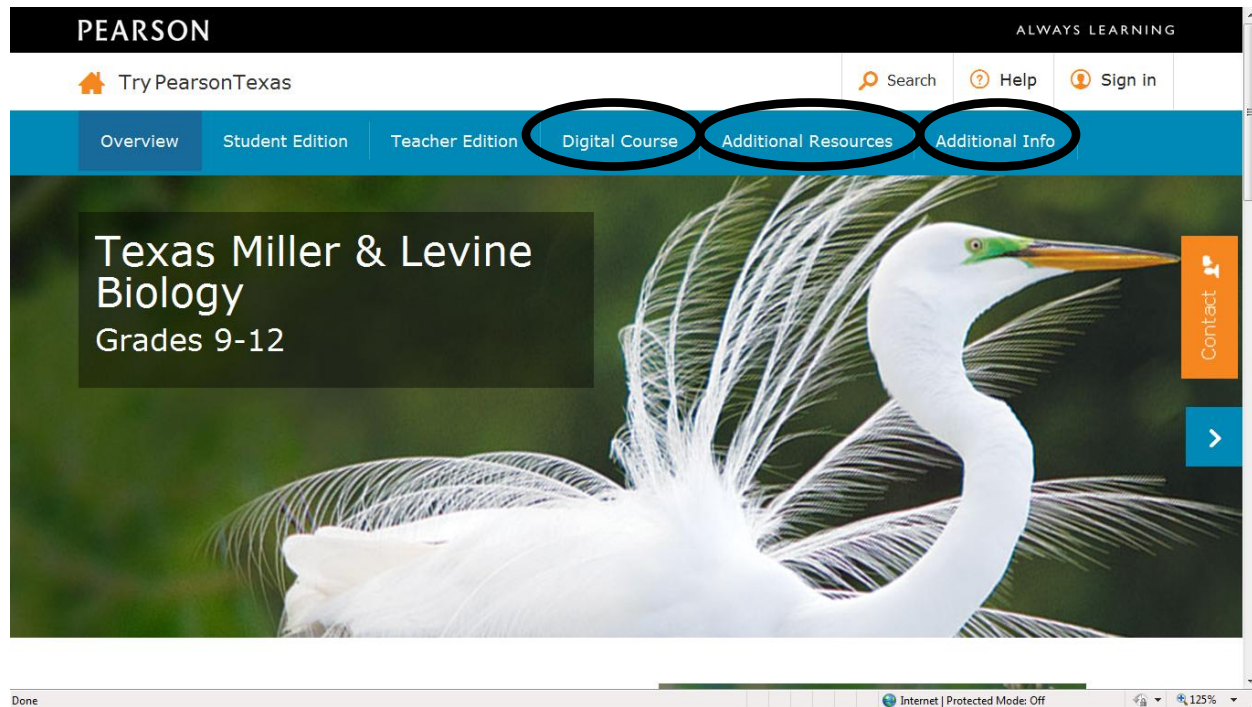 PEARSON
ALWAYS LEARNING
Try PearsonTexas
Search
Help
Sign in
Overview
Student Edition
Teacher Edition
Digital Course
Additional Resources
Additional Info
Texas Miller & Levine
Biology
Grades 9-12
Contact
Done
Internet | Protected Mode: Off
125%